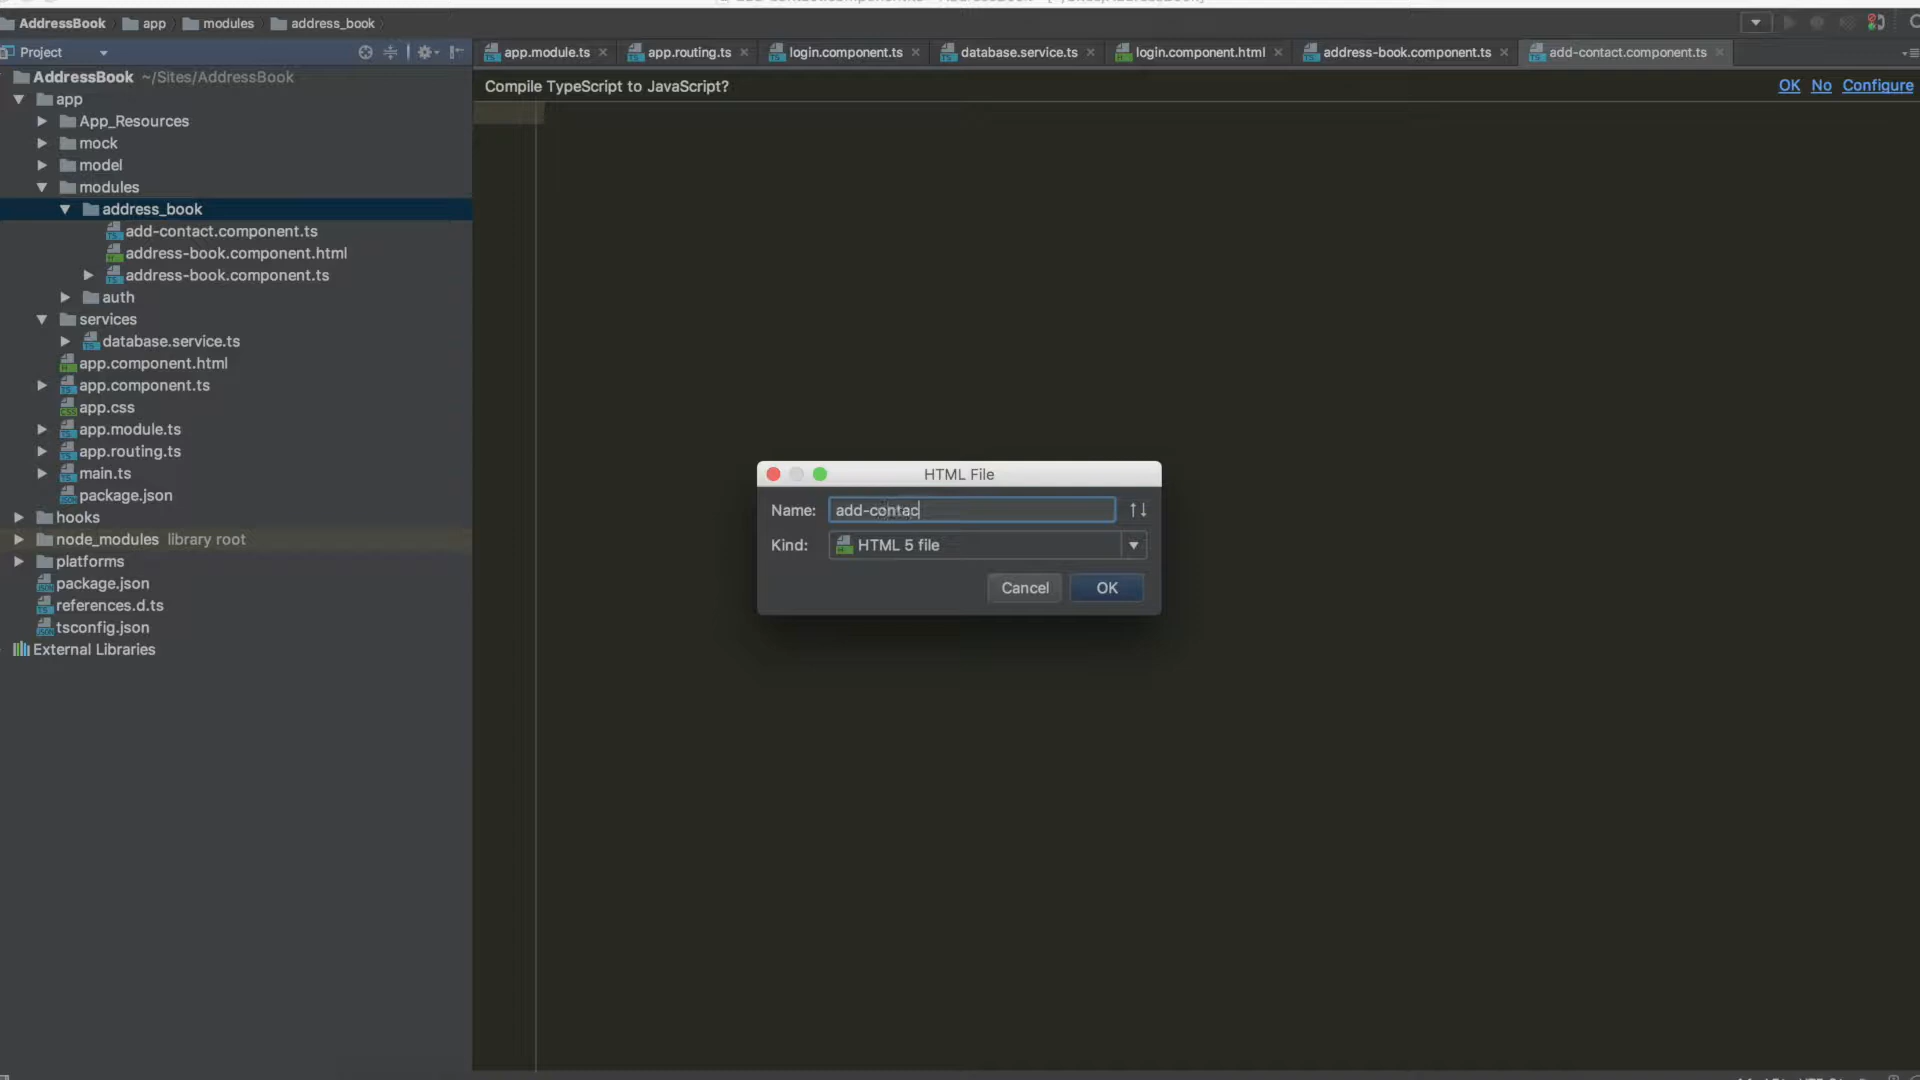 AddressBook app modules address_book
Project
app.module.ts app.routing.ts login.component.ts database.service.ts login.component.html address-book.component.ts add-contact.component.ts
AddressBook ~/Sites/AddressBook
Compile TypeScript to JavaScript? OK No Configure
app
App_Resources
mock
model
modules
address_book
add-contact.component.ts
address-book.component.html
address-book.component.ts
auth
services
database.service.ts
app.component.html
app.component.ts
app.css
app.module.ts
app.routing.ts
main.ts
package.json
hooks
node_modules library root
platforms
package.json
references.d.ts
tsconfig.json
External Libraries
HTML File
Name: add-contac
Kind: HTML 5 file
Cancel OK